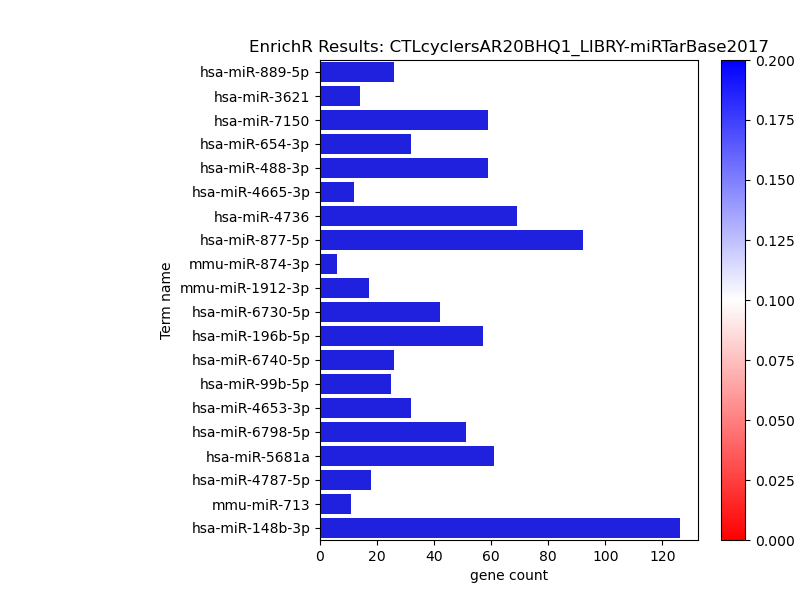 EnrichR Results: CTLcyclersAR20BHQ1_LIBRY-miRTarBase2017
hsa-miR-889-5p
hsa-miR-3621
hsa-miR-7150
hsa-miR-654-3p
hsa-miR-488-3p
hsa-miR-4665-3p
hsa-miR-4736
hsa-miR-877-5p
mmu-miR-874-3p
mmu-miR-1912-3p
hsa-miR-6730-5p
hsa-miR-196b-5p
hsa-miR-6740-5p
hsa-miR-99b-5p
hsa-miR-4653-3p
hsa-miR-6798-5p
hsa-miR-5681a
hsa-miR-4787-5p
mmu-miR-713
hsa-miR-148b-3p
Term name
0 20 40 60 80 100 120
gene count
0.200
0.175
0.150
0.125
0.100
0.075
0.050
0.025
0.000